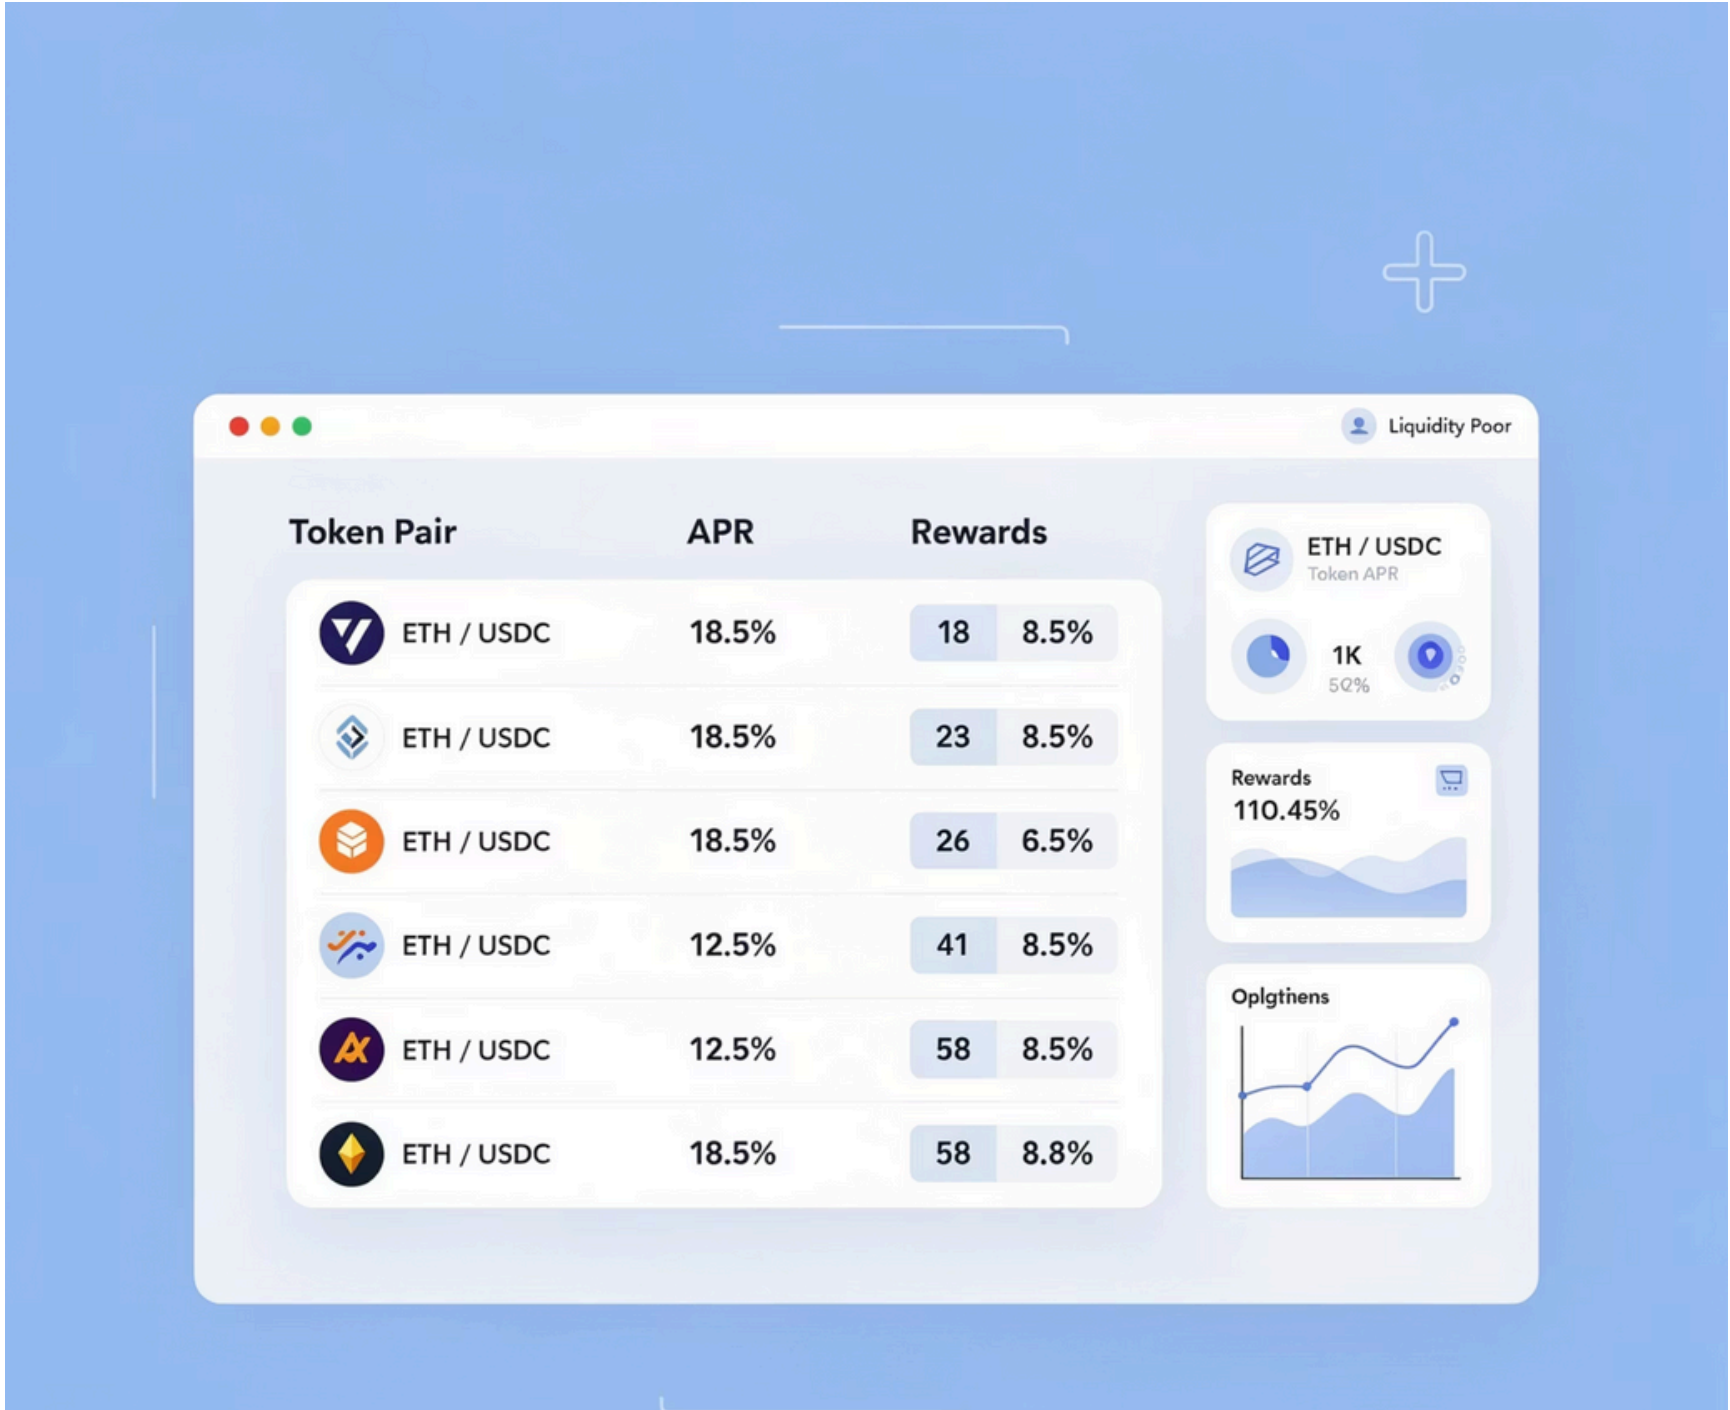 Liquidity Poor
Token Pair APR Rewards
ETH / USDC 18.5% 18 8.5%
ETH / USDC 18.5% 23 8.5%
ETH / USDC 18.5% 26 6.5%
ETH / USDC 12.5% 41 8.5%
ETH / USDC 12.5% 58 8.5%
ETH / USDC 18.5% 58 8.8%
ETH / USDC
Token APR
1K
Rewards
110.45%
Oplgtinens